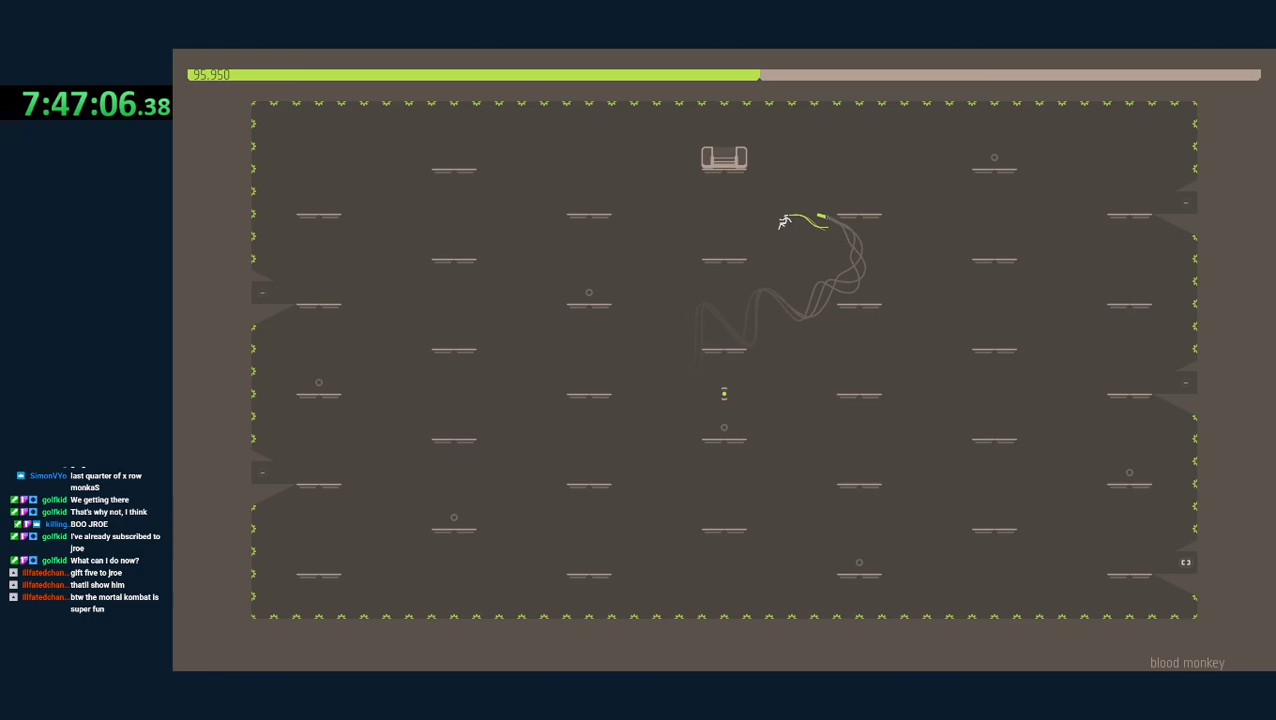 95.950
7:47:06.38
SimonVYo last quarter of x row
monkaS
golfkid We getting there
golfkid That's why not, I think
killing.. BOO JROE
golfkid I've already subscribed to
jroe
golfkid What can I do now?
illfatedchan... gift five to jroe
illfatedchan... thatll show him
illfatedchan... btw the mortal kombat is
super fun
blood monkey